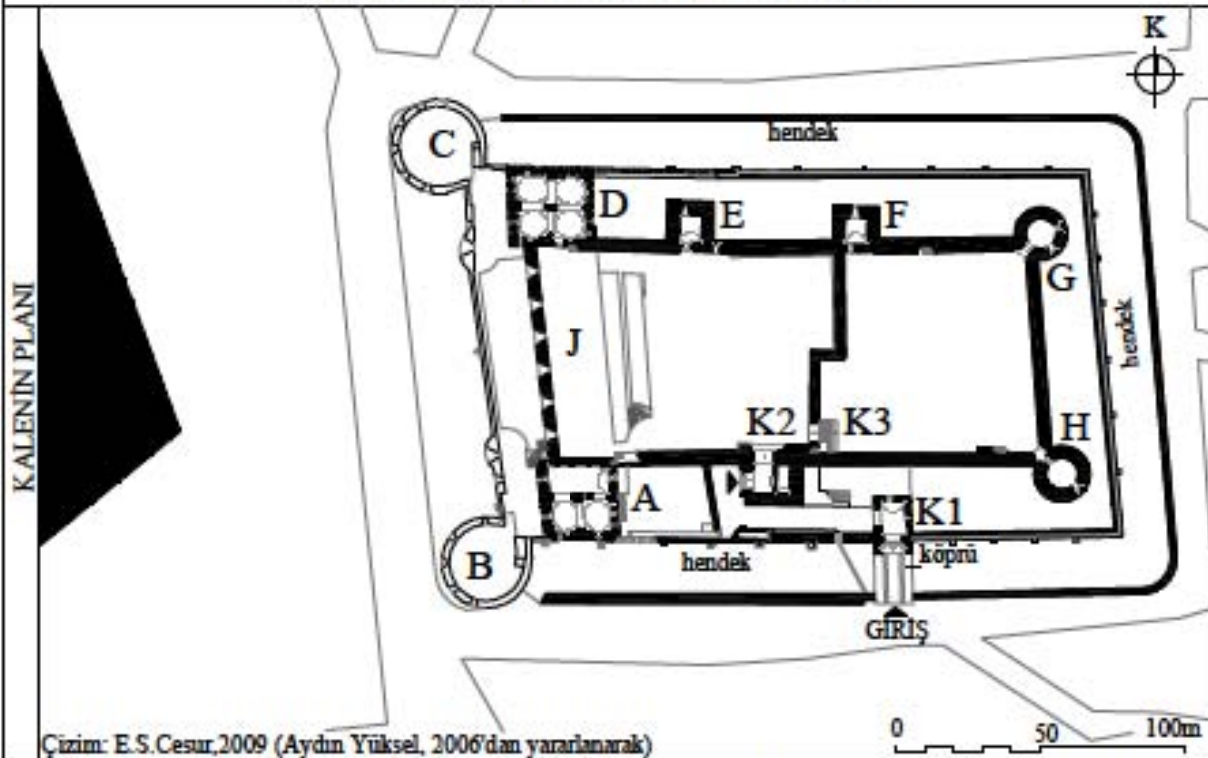 KALENİN PLANI
K
C
hendek
D
E
F
G
hendek
J
K2
K3
H
A
K1
B
hendek
köprü
GİRİŞ
Çizim: E.S.Cesur,2009 (Aydın Yüksel, 2006'dan yararlanarak)
0 50 100m